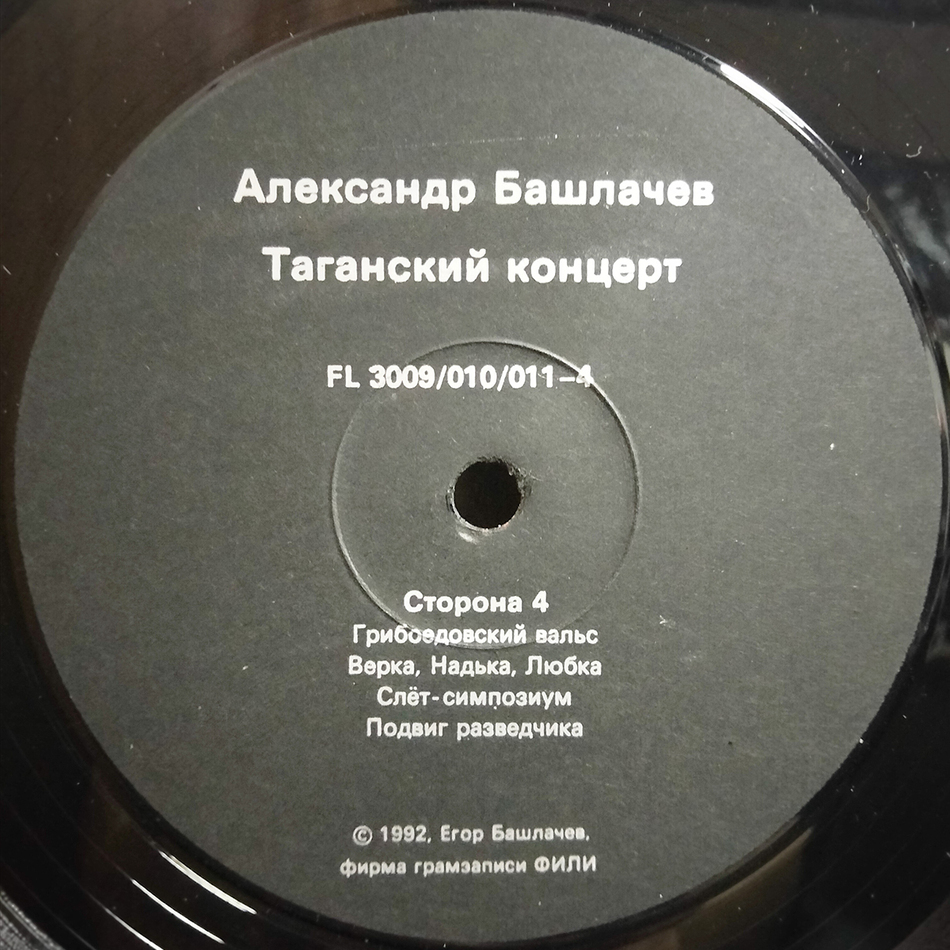 Александр Башлачев
Таганский концерт
FL 3009/010/011-4
Сторона 4
Грибоедовский вальс
Верка, Надька, Любка
Слёт-симпозиум
Подвиг разведчика
© 1992, Егор Башлачев,
фирма грамзаписи ФИЛИ